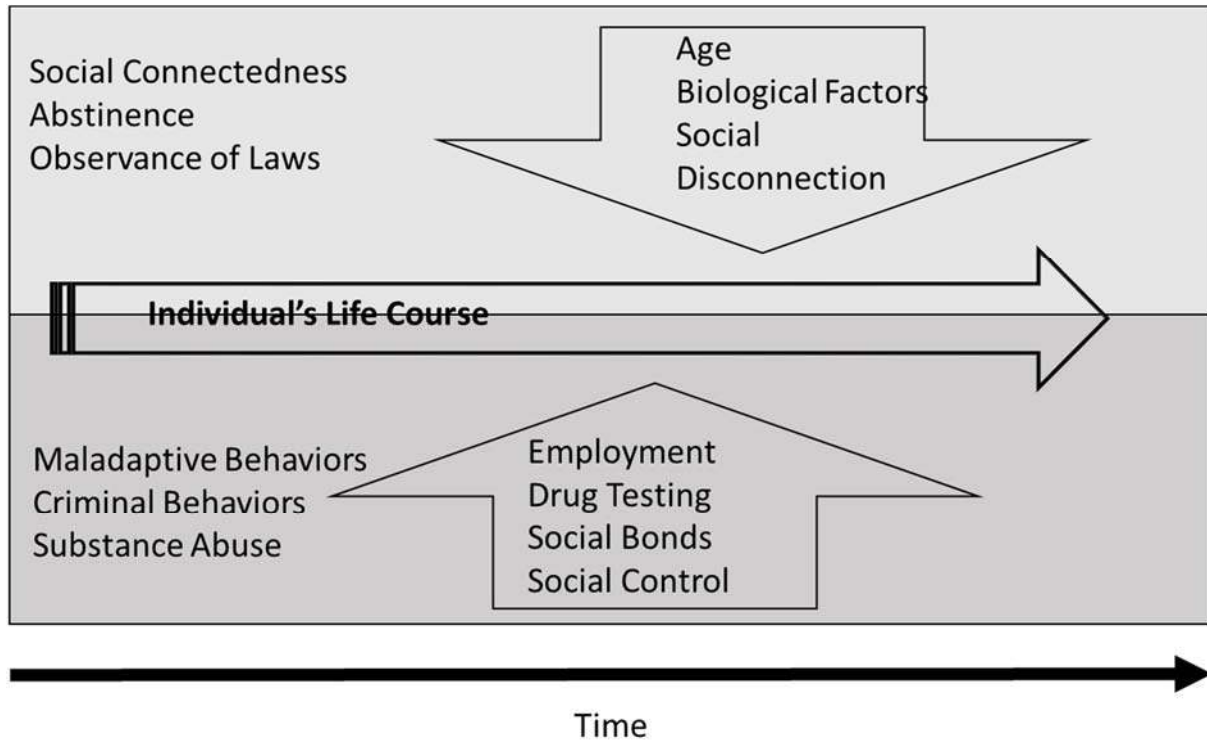 Social Connectedness
Abstinence
Observance of Laws
Age
Biological Factors
Social
Disconnection
Individual’s Life Course
Maladaptive Behaviors
Criminal Behaviors
Substance Abuse
Employment
Drug Testing
Social Bonds
Social Control
Time